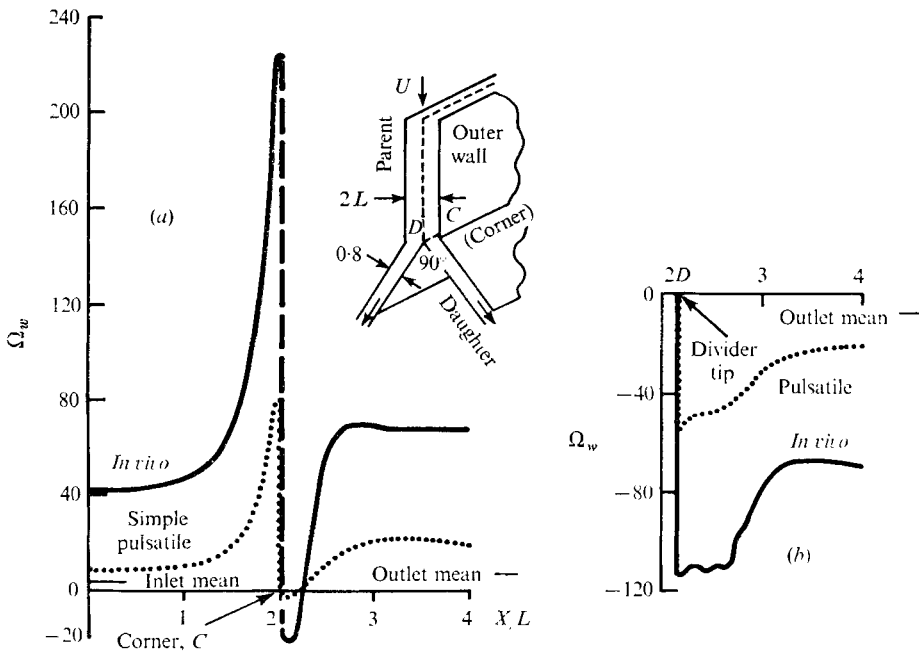 240
200
160
120
80
40
0
−20
Ω_w
(a)
In vivo
Simple
pulsatile
Inlet mean
Corner, C
1
2
3
4
X/L
Outlet mean
U
Parent
Outer
wall
2L
C
D
(Corner)
0·8
90°
Daughter
2D
3
4
0
−40
−80
−120
Ω_w
Outlet mean
Divider
tip
Pulsatile
In vivo
(b)